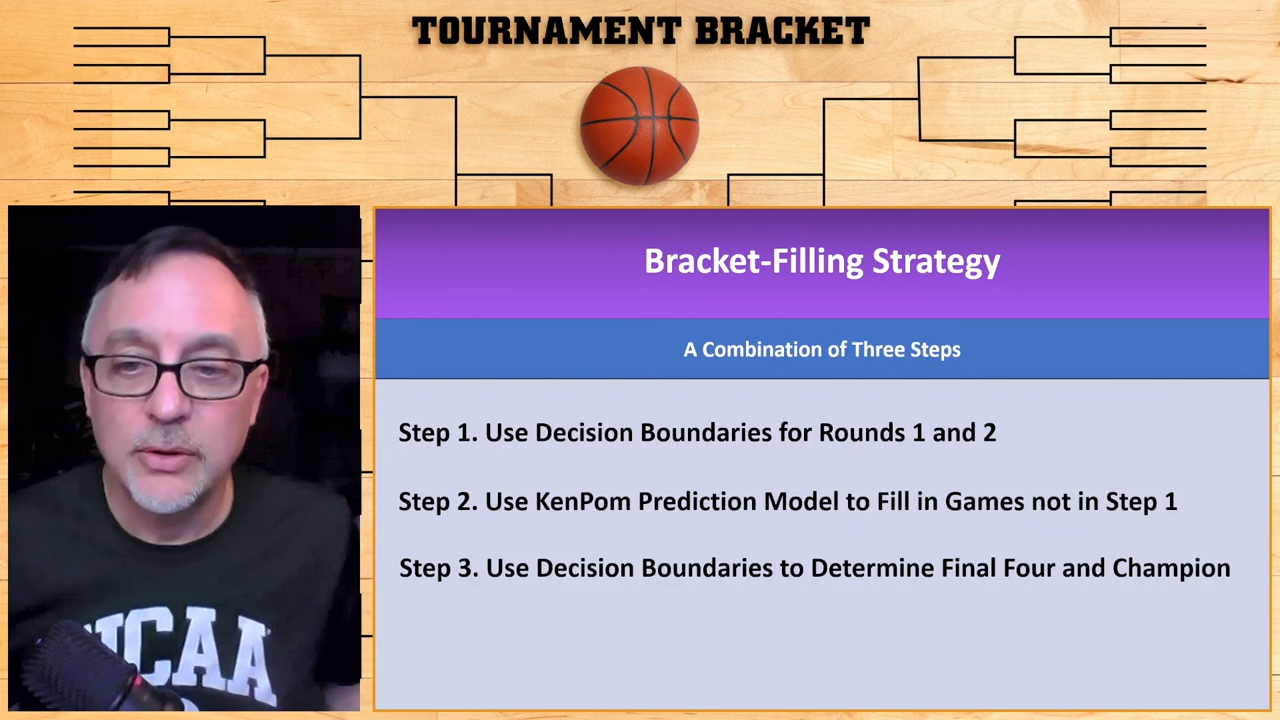 TOURNAMENT BRACKET
Bracket-Filling Strategy
A Combination of Three Steps
Step 1. Use Decision Boundaries for Rounds 1 and 2
Step 2. Use KenPom Prediction Model to Fill in Games not in Step 1
Step 3. Use Decision Boundaries to Determine Final Four and Champion
NCAA